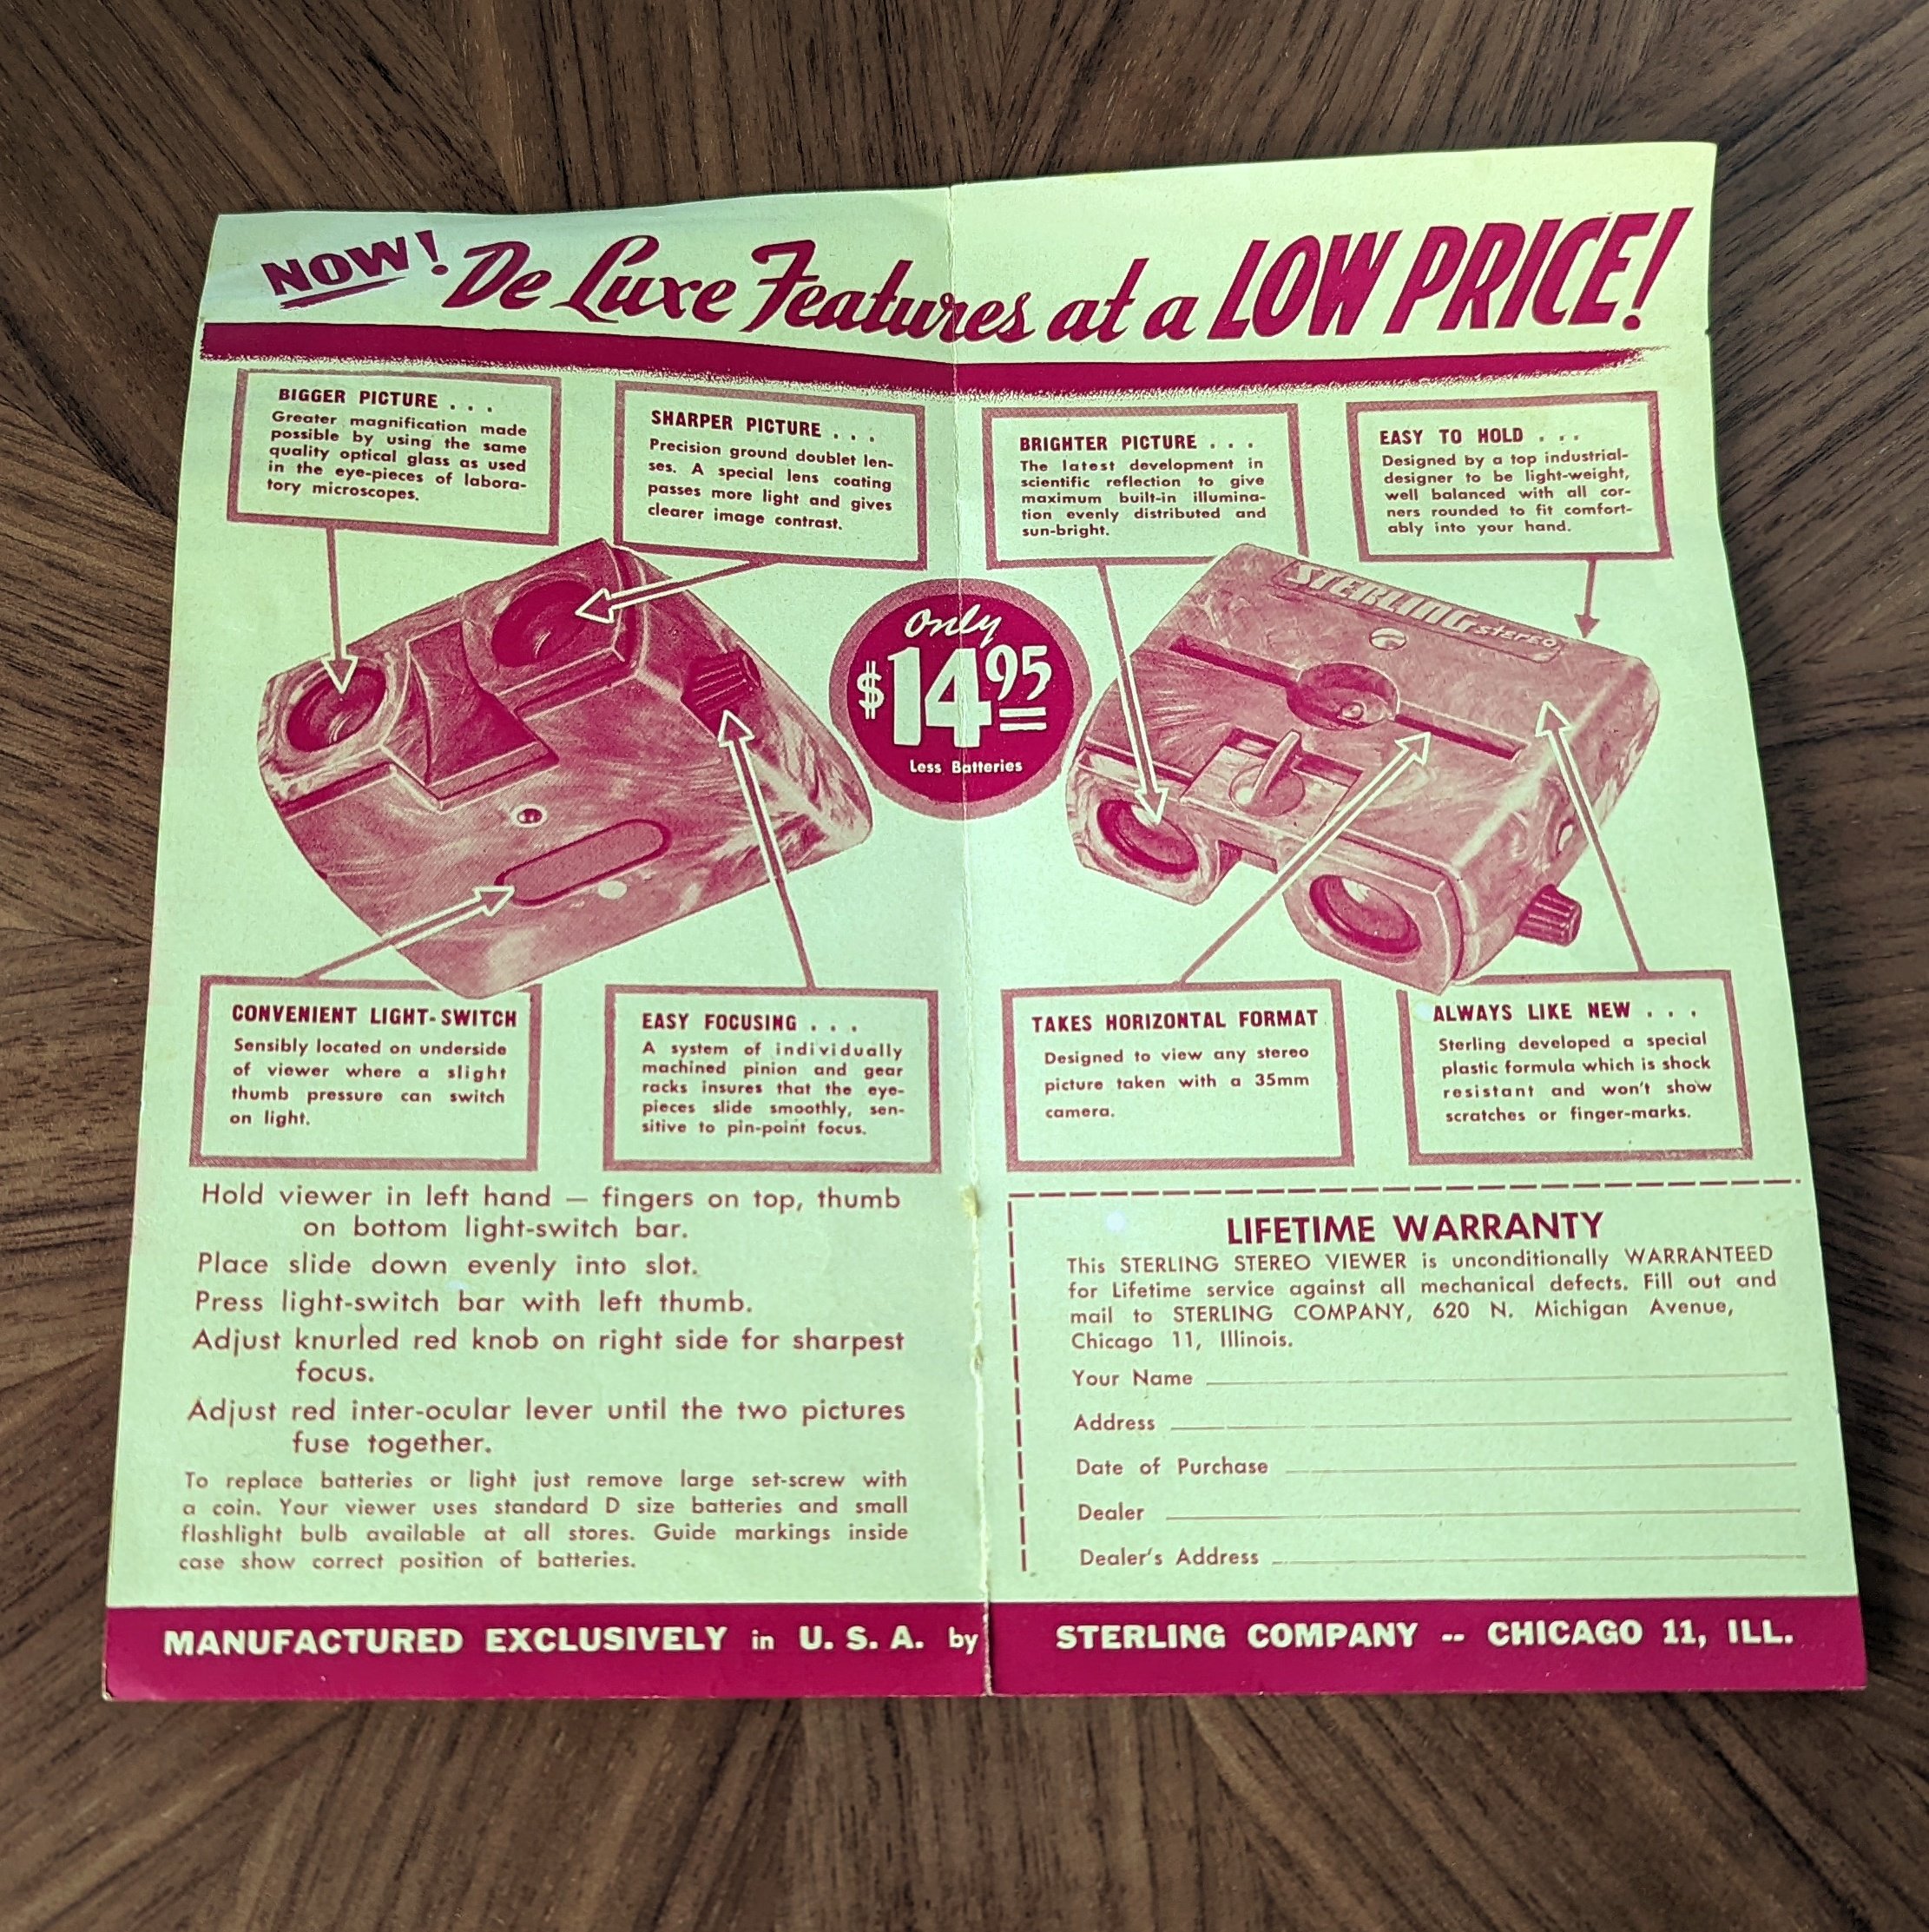 NOW! De Luxe Features at a LOW PRICE!
BIGGER PICTURE . . .
Greater magnification made
possible by using the same
quality optical glass as used
in the eye-pieces of labora-
tory microscopes.
SHARPER PICTURE . . .
Precision ground doublet len-
ses. A special lens coating
passes more light and gives
clearer image contrast.
BRIGHTER PICTURE . . .
The latest development in
scientific reflection to give
maximum built-in illumina-
tion evenly distributed and
sun-bright.
EASY TO HOLD . . .
Designed by a top industrial-
designer to be light-weight,
well balanced with all cor-
ners rounded to fit comfort-
ably into your hand.
Only
$14 95
Less Batteries
STERLING stereo
CONVENIENT LIGHT-SWITCH
Sensibly located on underside
of viewer where a slight
thumb pressure can switch
on light.
EASY FOCUSING . . .
A system of individually
machined pinion and gear
racks insures that the eye-
pieces slide smoothly, sen-
sitive to pin-point focus.
TAKES HORIZONTAL FORMAT
Designed to view any stereo
picture taken with a 35mm
camera.
ALWAYS LIKE NEW . . .
Sterling developed a special
plastic formula which is shock
resistant and won't show
scratches or finger-marks.
Hold viewer in left hand — fingers on top, thumb
on bottom light-switch bar.
Place slide down evenly into slot.
Press light-switch bar with left thumb.
Adjust knurled red knob on right side for sharpest
focus.
Adjust red inter-ocular lever until the two pictures
fuse together.
To replace batteries or light just remove large set-screw with
a coin. Your viewer uses standard D size batteries and small
flashlight bulb available at all stores. Guide markings inside
case show correct position of batteries.
LIFETIME WARRANTY
This STERLING STEREO VIEWER is unconditionally WARRANTEED
for Lifetime service against all mechanical defects. Fill out and
mail to STERLING COMPANY, 620 N. Michigan Avenue,
Chicago 11, Illinois.
Your Name
Address
Date of Purchase
Dealer
Dealer's Address
MANUFACTURED EXCLUSIVELY in U. S. A. by STERLING COMPANY -- CHICAGO 11, ILL.